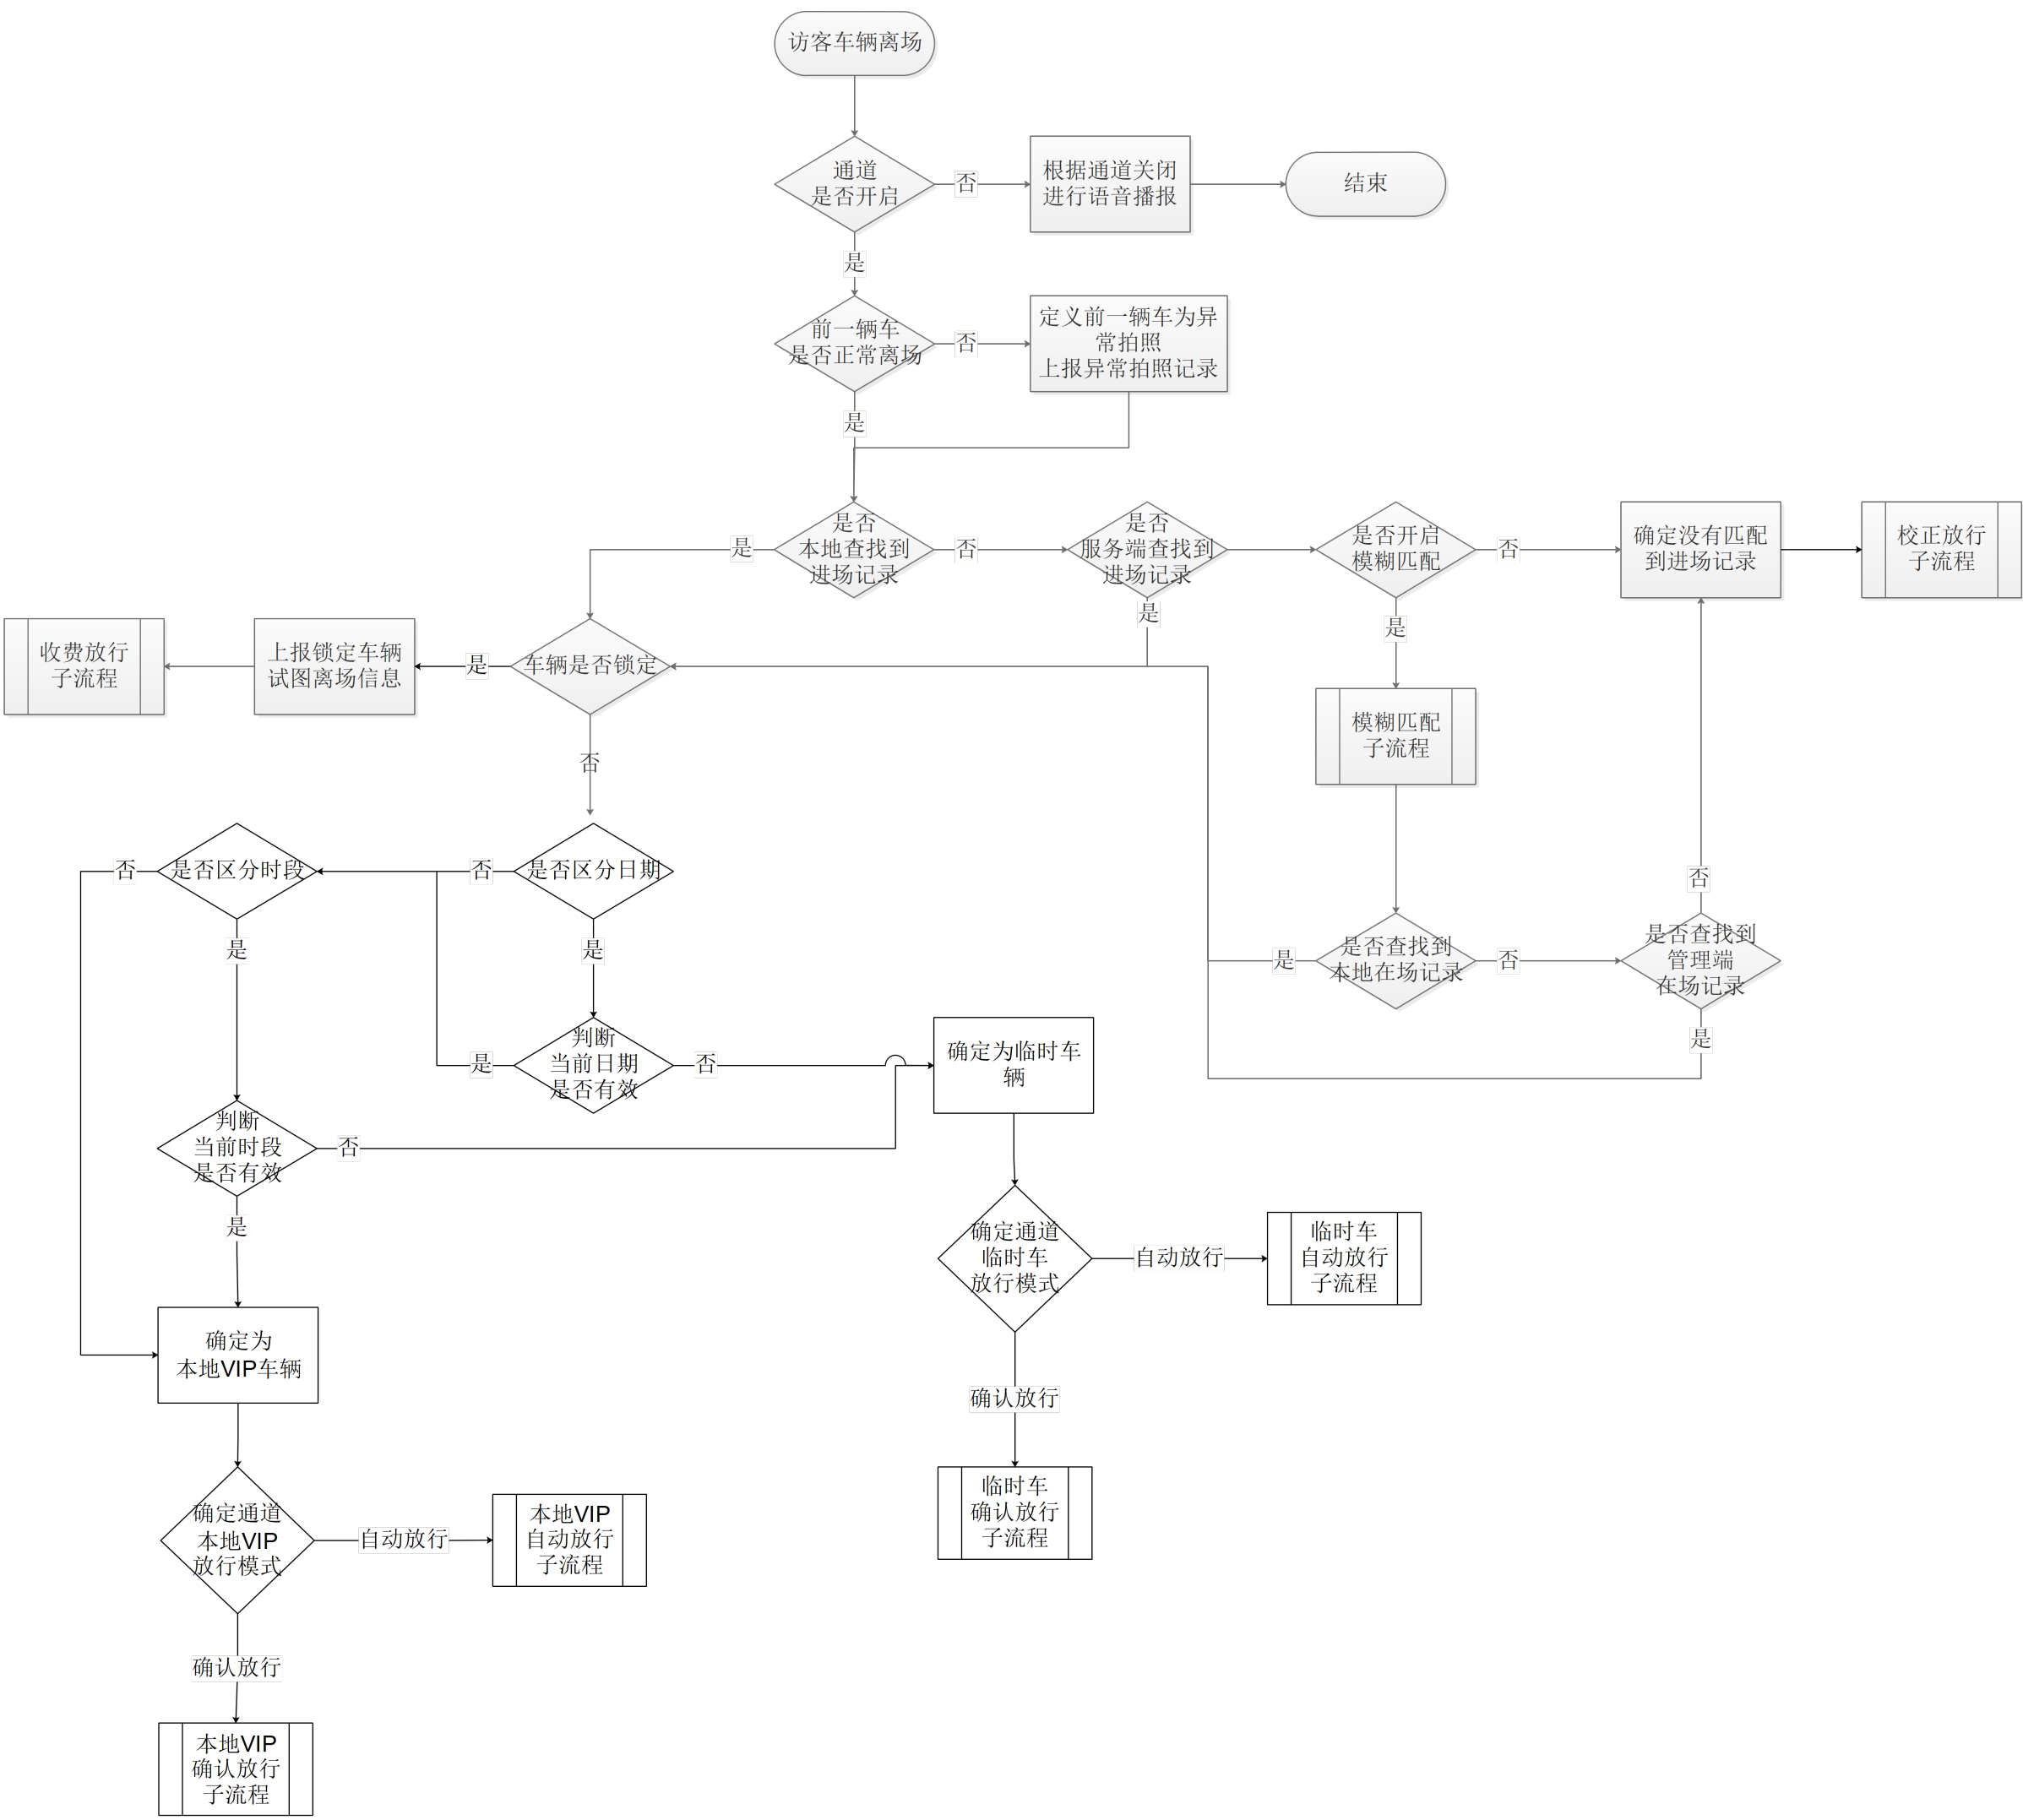 访客车辆离场
通道
是否开启
否
根据通道关闭
进行语音播报
结束
是
前一辆车
是否正常离场
否
定义前一辆车为异
常拍照
上报异常拍照记录
是
是否
本地查找到
进场记录
是
否
是否
服务端查找到
进场记录
是
是否开启
模糊匹配
否
确定没有匹配
到进场记录
校正放行
子流程
是
收费放行
子流程
上报锁定车辆
试图离场信息
是
车辆是否锁定
否
模糊匹配
子流程
否
是否区分时段
否
是否区分日期
否
是
是
是
是否查找到
本地在场记录
否
是否查找到
管理端
在场记录
是
判断
当前日期
是否有效
是
否
确定为临时车
辆
判断
当前时段
是否有效
否
是
确定通道
临时车
放行模式
自动放行
临时车
自动放行
子流程
确定为
本地VIP车辆
确认放行
临时车
确认放行
子流程
确定通道
本地VIP
放行模式
自动放行
本地VIP
自动放行
子流程
确认放行
本地VIP
确认放行
子流程